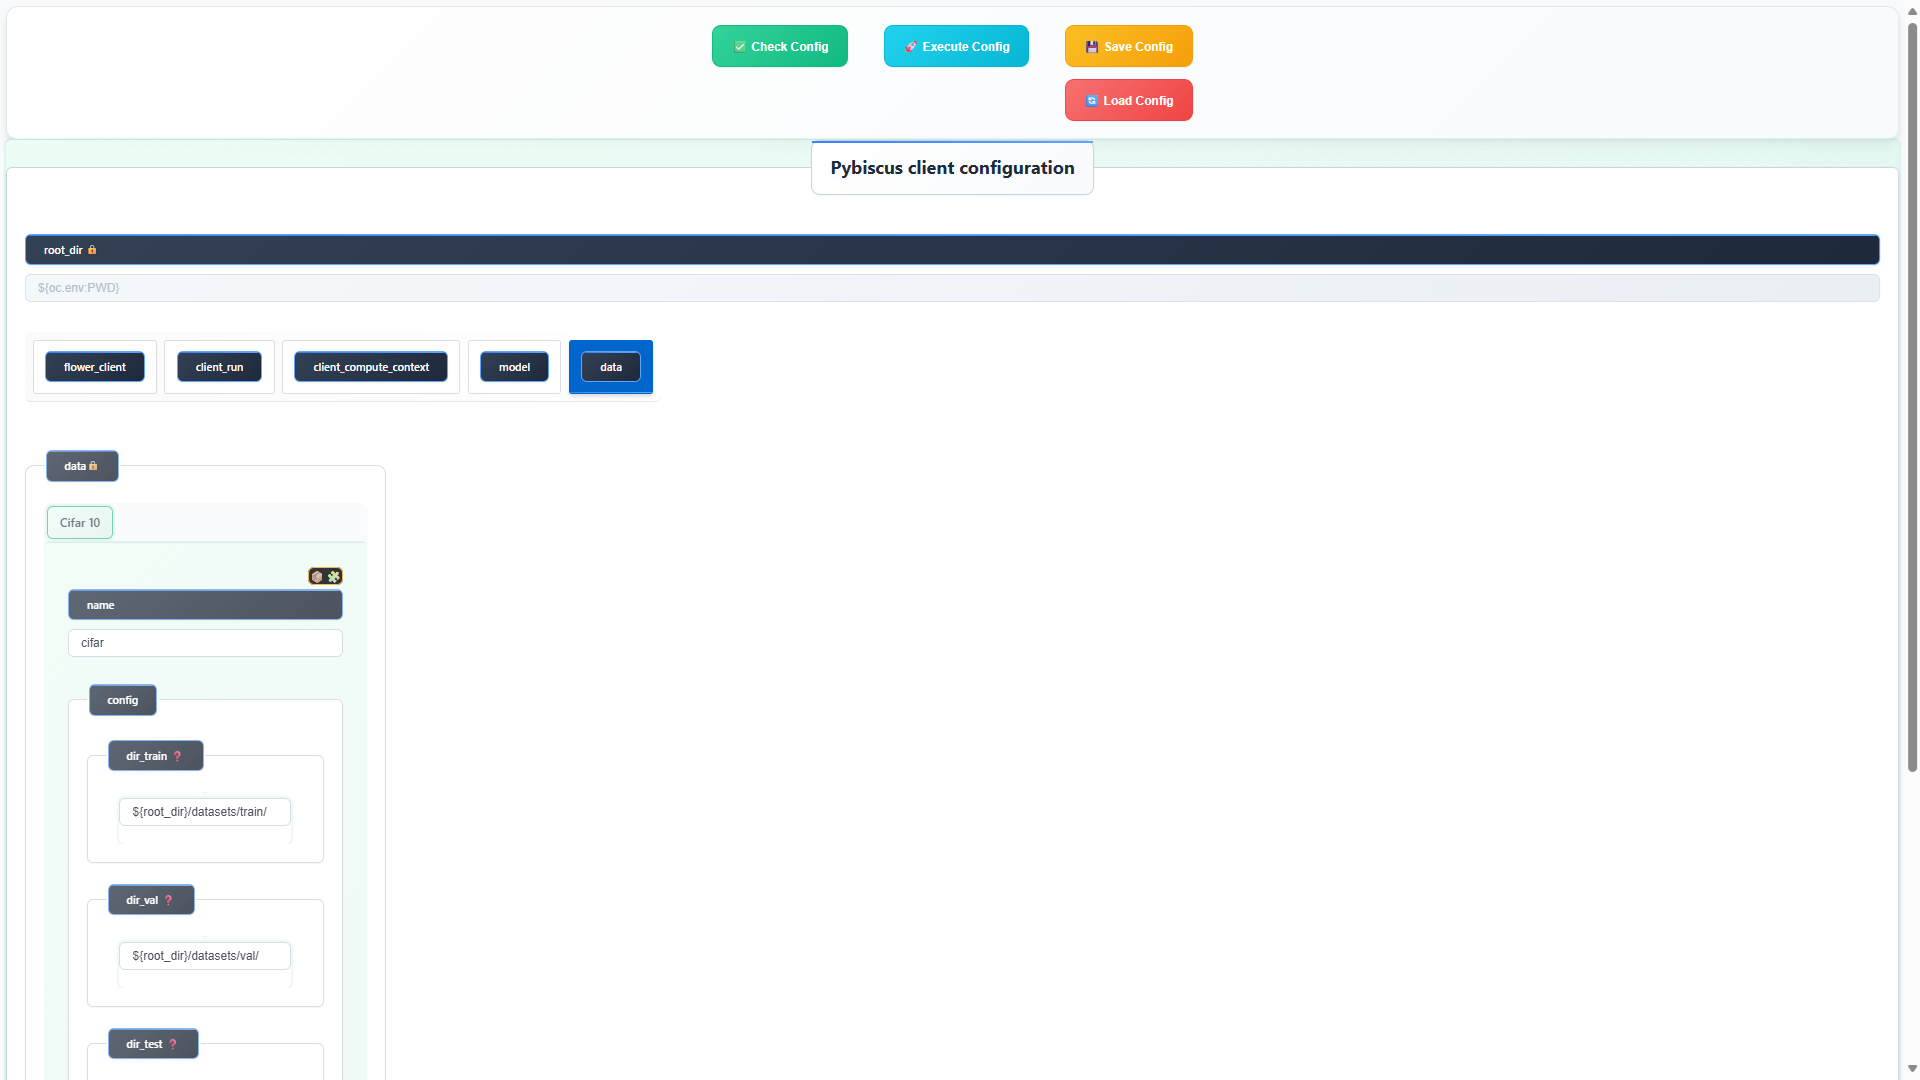 Check Config
Execute Config
Save Config
Load Config
Pybiscus client configuration
root_dir
${oc.env:PWD}
flower_client
client_run
client_compute_context
model
data
data
Cifar 10
name
cifar
config
dir_train
${root_dir}/datasets/train/
dir_val
${root_dir}/datasets/val/
dir_test